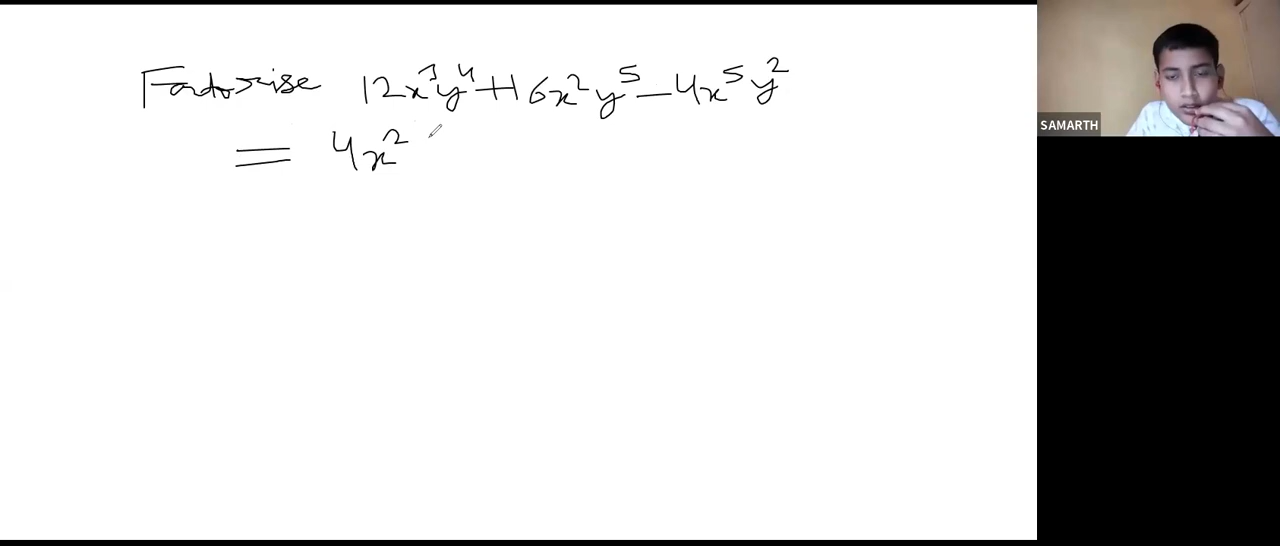 Factorise 12x³y⁴+16x²y⁵-4x⁵y²
= 4x²
SAMARTH